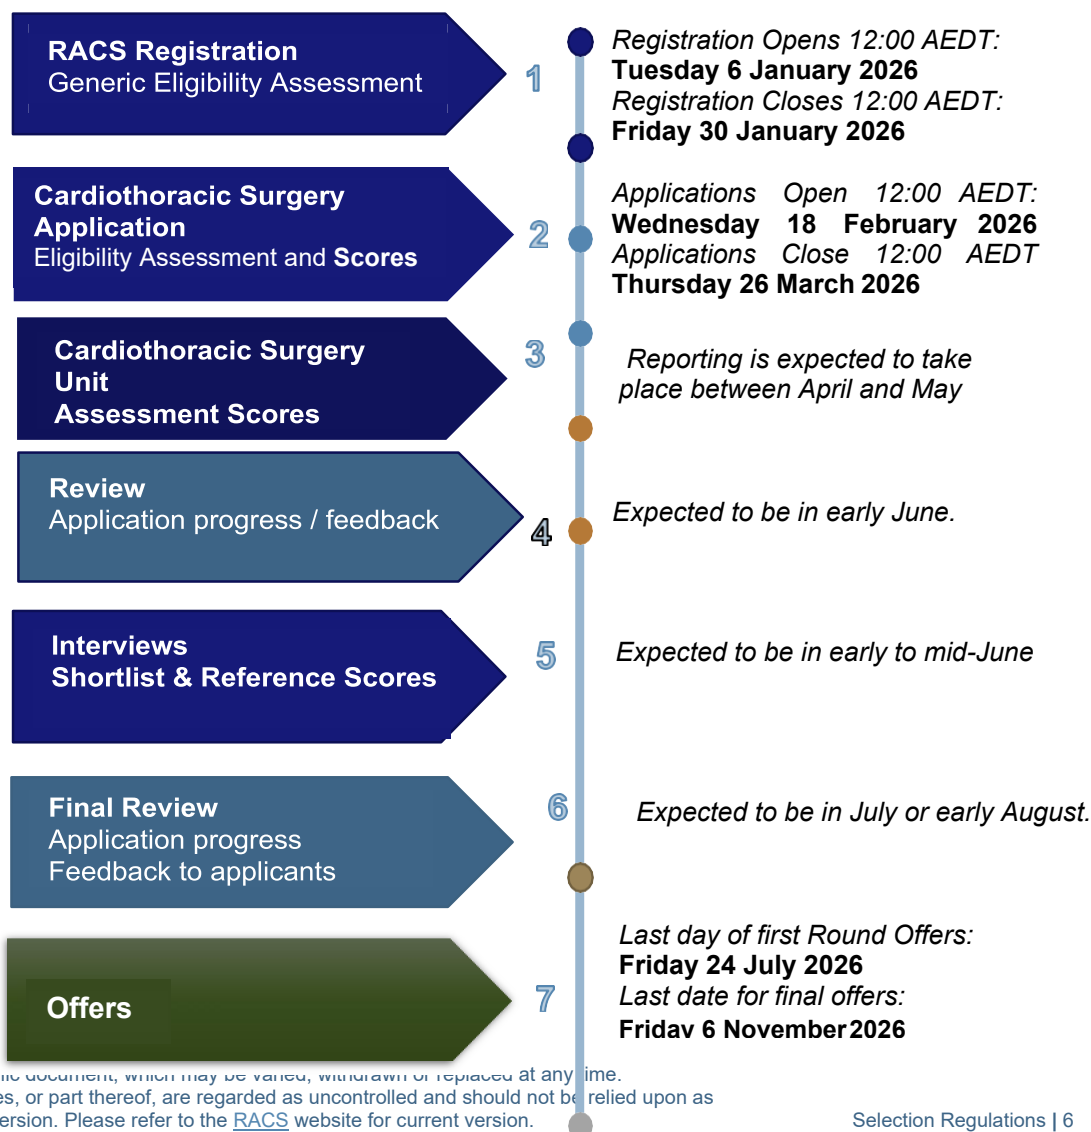 RACS Registration
Generic Eligibility Assessment
1
Registration Opens 12:00 AEDT:
Tuesday 6 January 2026
Registration Closes 12:00 AEDT:
Friday 30 January 2026
Cardiothoracic Surgery
Application
Eligibility Assessment and Scores
2
Applications Open 12:00 AEDT:
Wednesday 18 February 2026
Applications Close 12:00 AEDT
Thursday 26 March 2026
Cardiothoracic Surgery
Unit
Assessment Scores
3
Reporting is expected to take
place between April and May
Review
Application progress / feedback
4
Expected to be in early June.
Interviews
Shortlist & Reference Scores
5
Expected to be in early to mid-June
Final Review
Application progress
Feedback to applicants
6
Expected to be in July or early August.
Offers
7
Last day of first Round Offers:
Friday 24 July 2026
Last date for final offers:
Friday 6 November 2026
document, which may be varied, withdrawn or replaced at any time.
or part thereof, are regarded as uncontrolled and should not be relied upon as
Please refer to the RACS website for current version.
Selection Regulations | 6